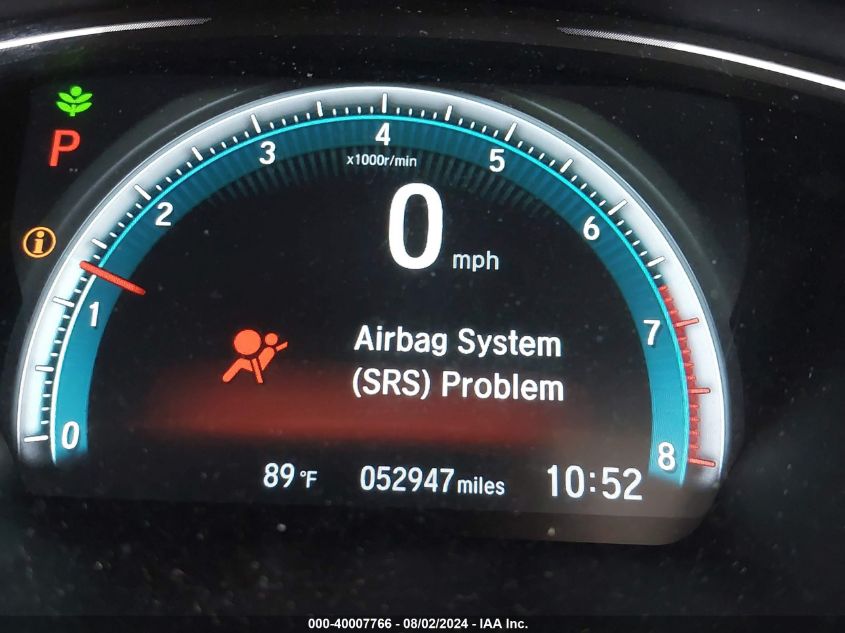 4
3
5
x1000r/min
P
2
0
6
mph
1
7
Airbag System
(SRS) Problem
0
8
89 °F
052947 miles
10:52
000-40007766 - 08/02/2024 - IAA Inc.